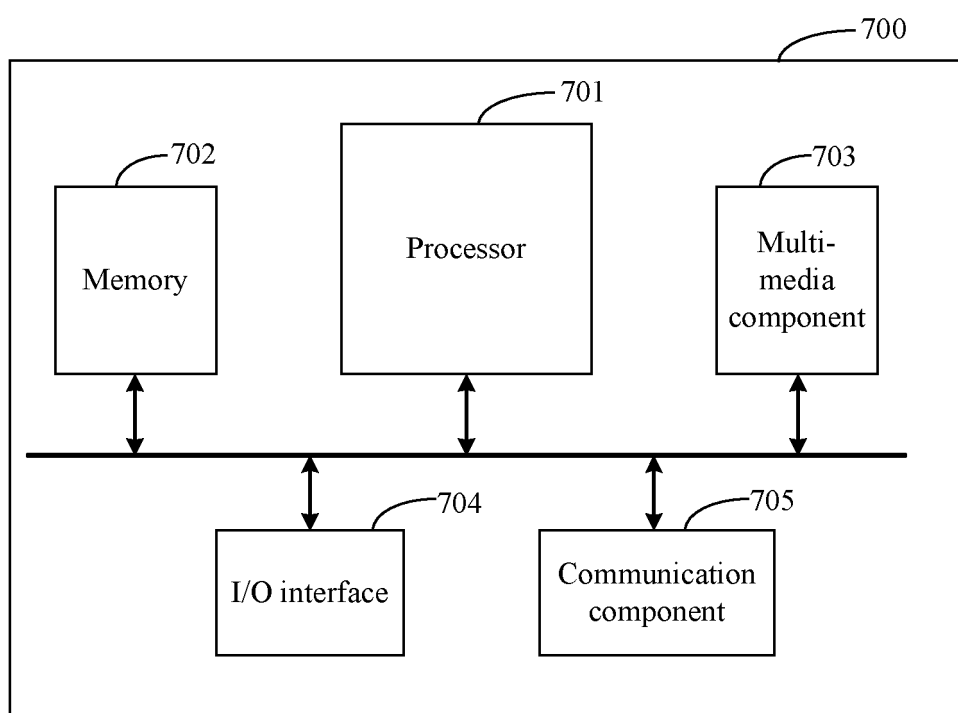 700
701
702
703
Memory
Processor
Multi-
media
component
704
705
I/O interface
Communication
component